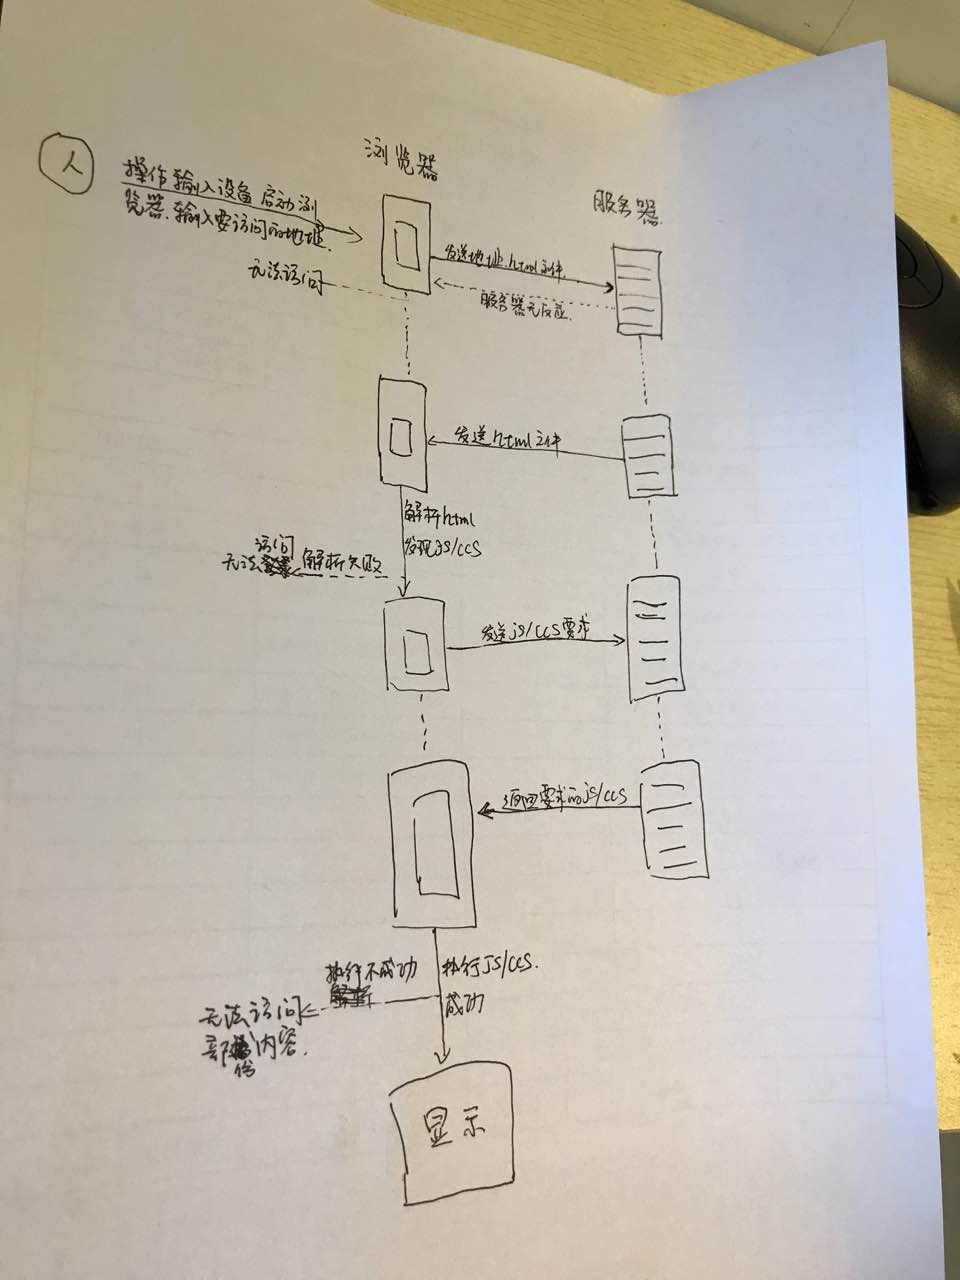 人
浏览器
服务器
操作输入设备启动浏
览器.输入要访问的地址.
发送地址.html文件.
无法访问
服务器无反应.
发送html文件
解析html
发现JS/CCS
访问
无法 解析失败
发送js/CCS要求
返回要求的js/CCS
执行不成功
执行JS/CCS.
成功
无法访问
部 内容.
份
显示